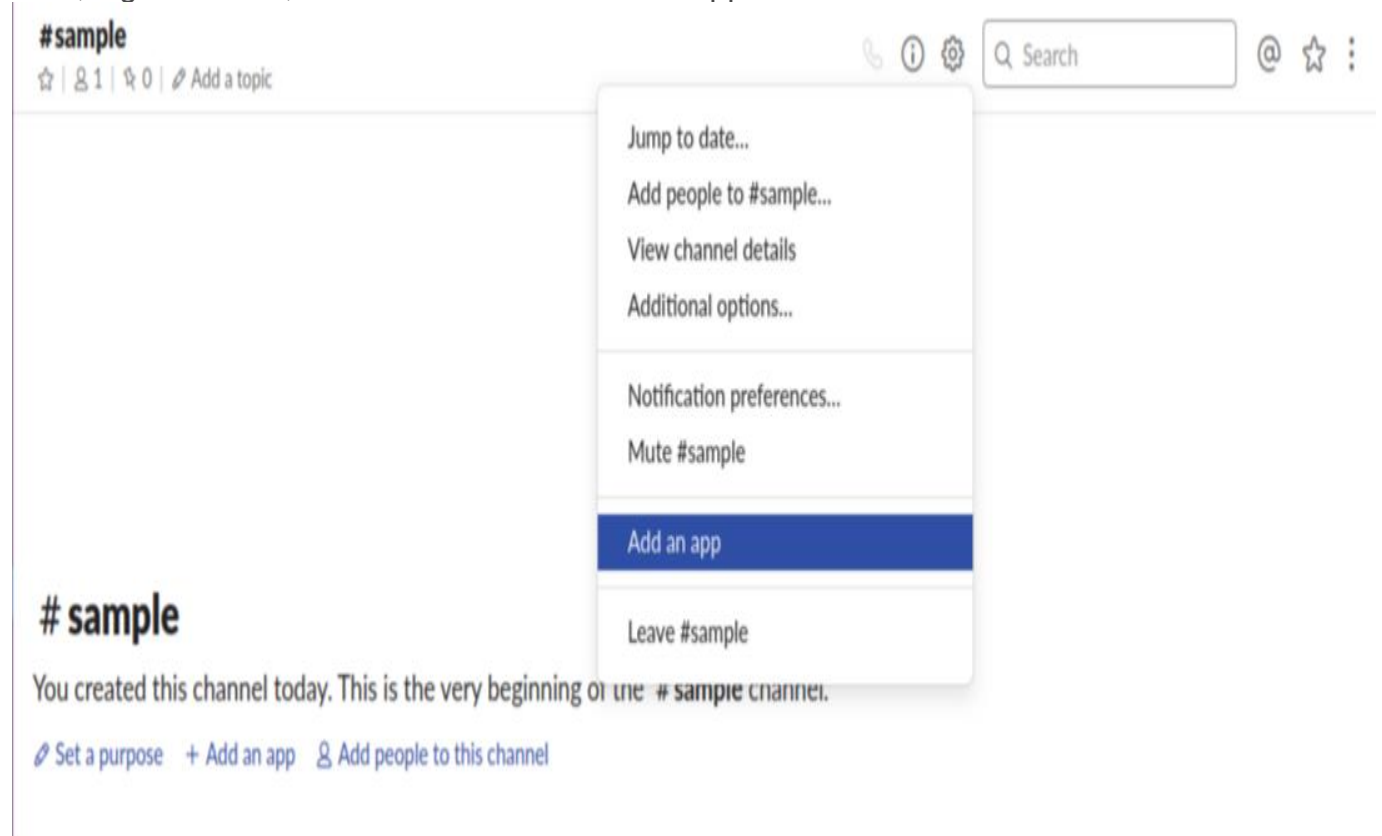 #sample
1 | 0 | Add a topic
Search
Jump to date...
Add people to #sample...
View channel details
Additional options...
Notification preferences...
Mute #sample
Add an app
Leave #sample
# sample
You created this channel today. This is the very beginning of the # sample channel.
Set a purpose + Add an app Add people to this channel